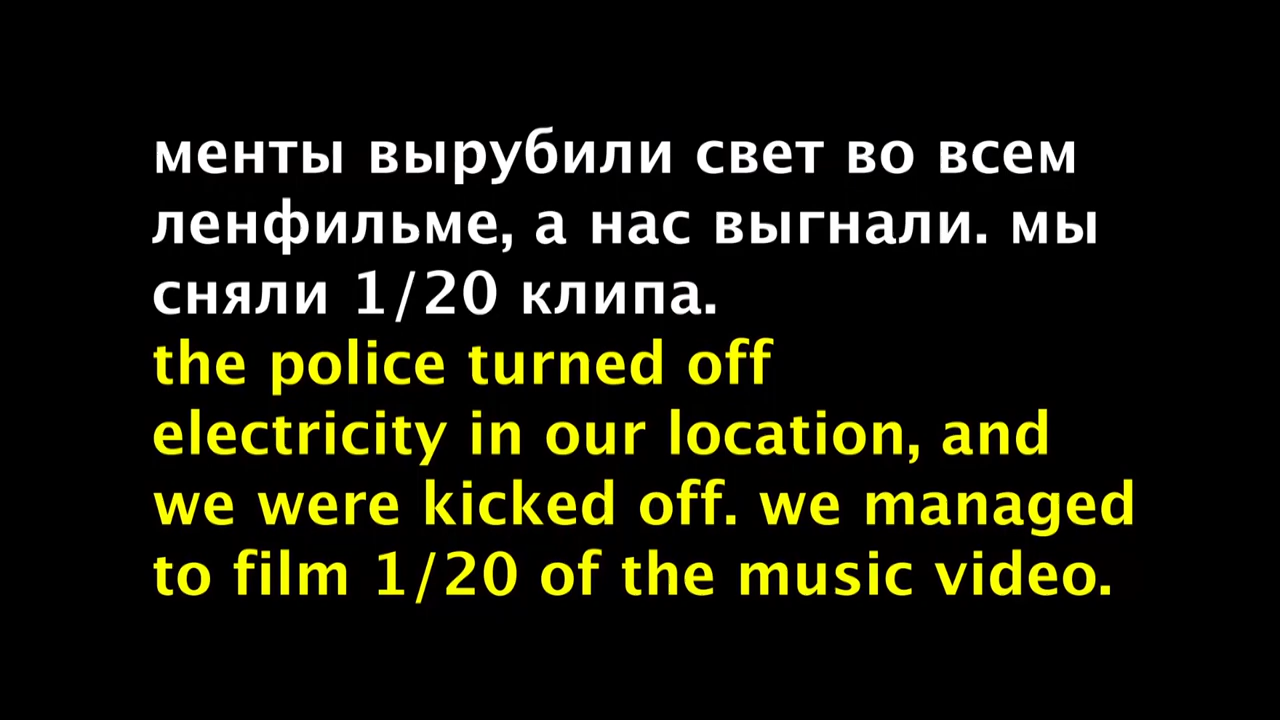 менты вырубили свет во всем
ленфильме, а нас выгнали. мы
сняли 1/20 клипа.
the police turned off
electricity in our location, and
we were kicked off. we managed
to film 1/20 of the music video.